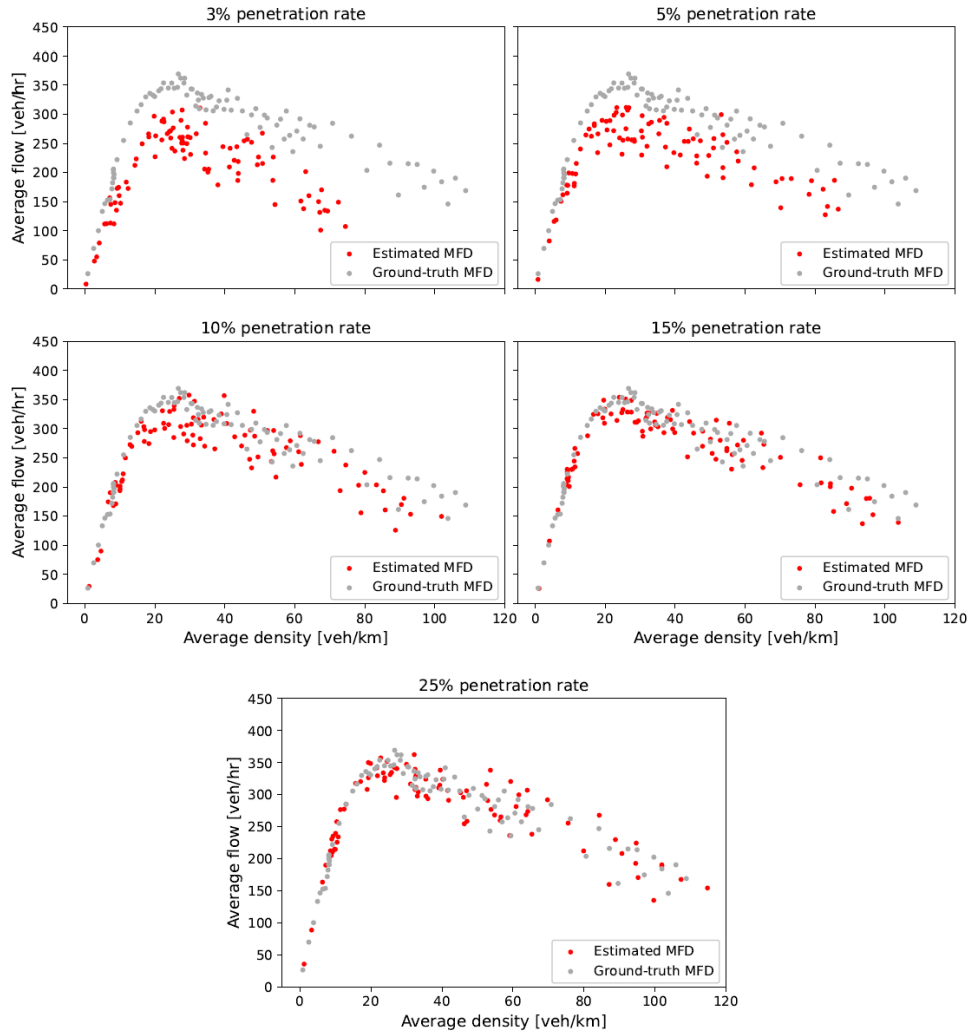 3% penetration rate
5% penetration rate
450
400
350
300
250
200
150
100
50
0
Average flow [veh/hr]
Estimated MFD
Ground-truth MFD
Estimated MFD
Ground-truth MFD
10% penetration rate
15% penetration rate
450
400
350
300
250
200
150
100
50
0
Average flow [veh/hr]
Estimated MFD
Ground-truth MFD
Estimated MFD
Ground-truth MFD
0 20 40 60 80 100 120
0 20 40 60 80 100 120
Average density [veh/km]
Average density [veh/km]
25% penetration rate
450
400
350
300
250
200
150
100
50
0
Average flow [veh/hr]
Estimated MFD
Ground-truth MFD
0 20 40 60 80 100 120
Average density [veh/km]